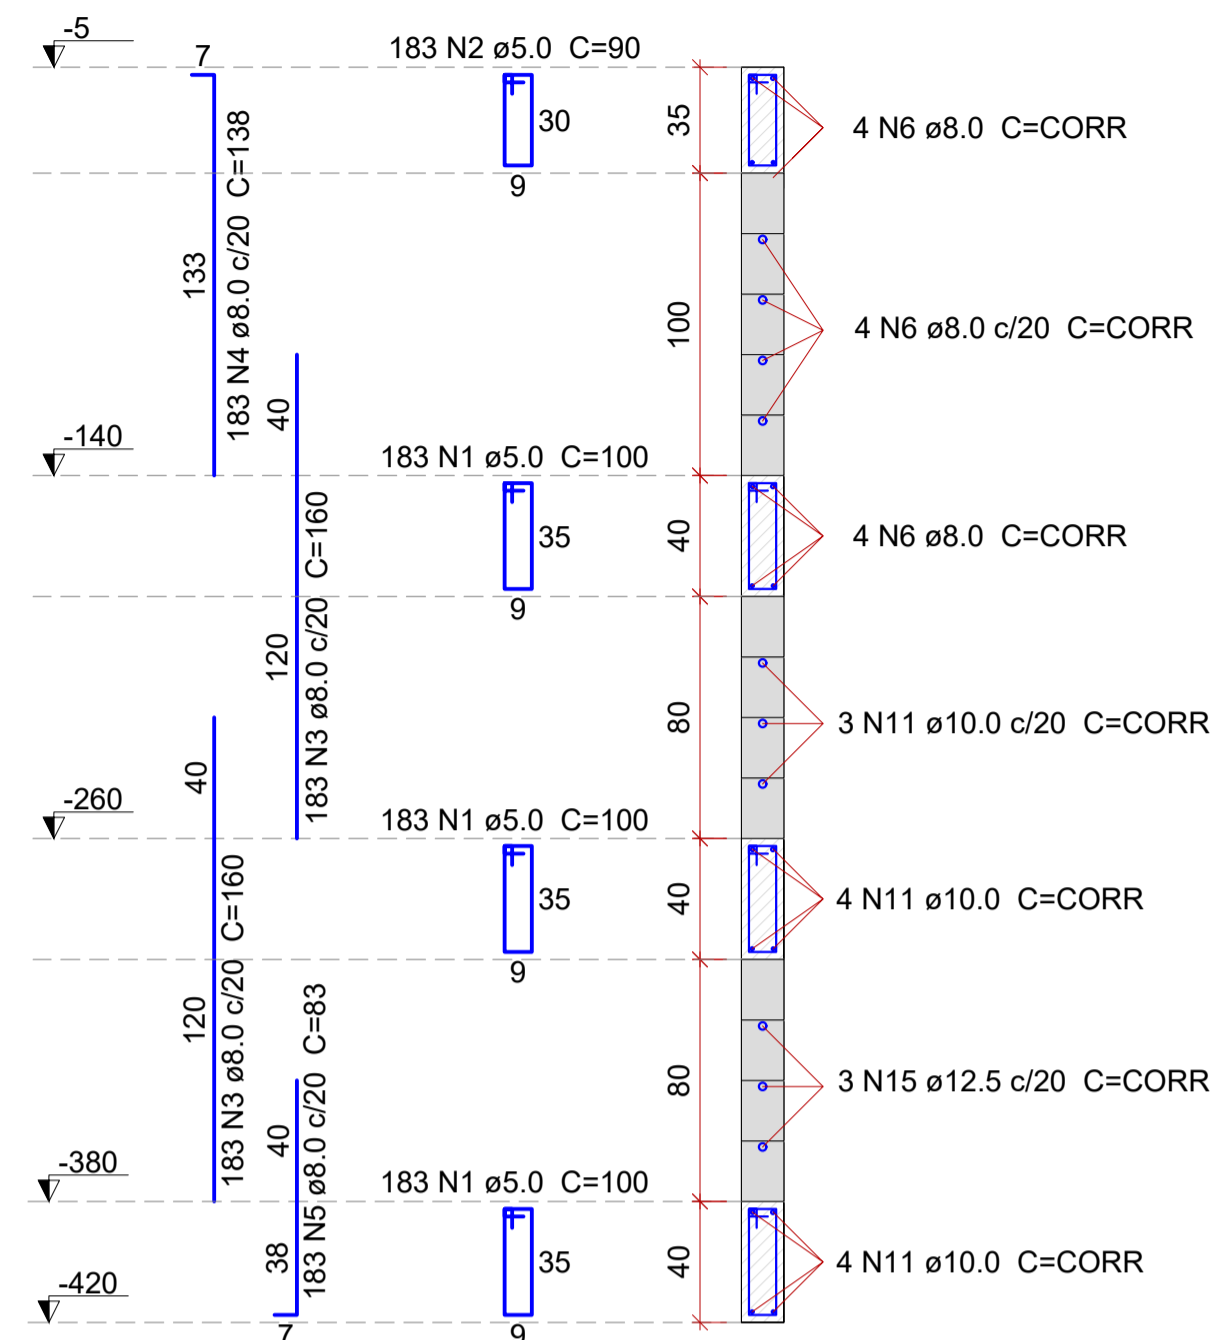 -5
7
183 N2 ø5.0 C=90
30
9
35
4 N6 ø8.0 C=CORR
133
183 N4 ø8.0 c/20 C=138
100
4 N6 ø8.0 c/20 C=CORR
40
-140
183 N1 ø5.0 C=100
35
9
40
4 N6 ø8.0 C=CORR
120
183 N3 ø8.0 c/20 C=160
80
3 N11 ø10.0 c/20 C=CORR
40
-260
183 N1 ø5.0 C=100
35
9
40
4 N11 ø10.0 C=CORR
120
183 N3 ø8.0 c/20 C=160
80
3 N15 ø12.5 c/20 C=CORR
40
183 N5 ø8.0 c/20 C=83
-380
183 N1 ø5.0 C=100
35
9
40
4 N11 ø10.0 C=CORR
38
-420
7